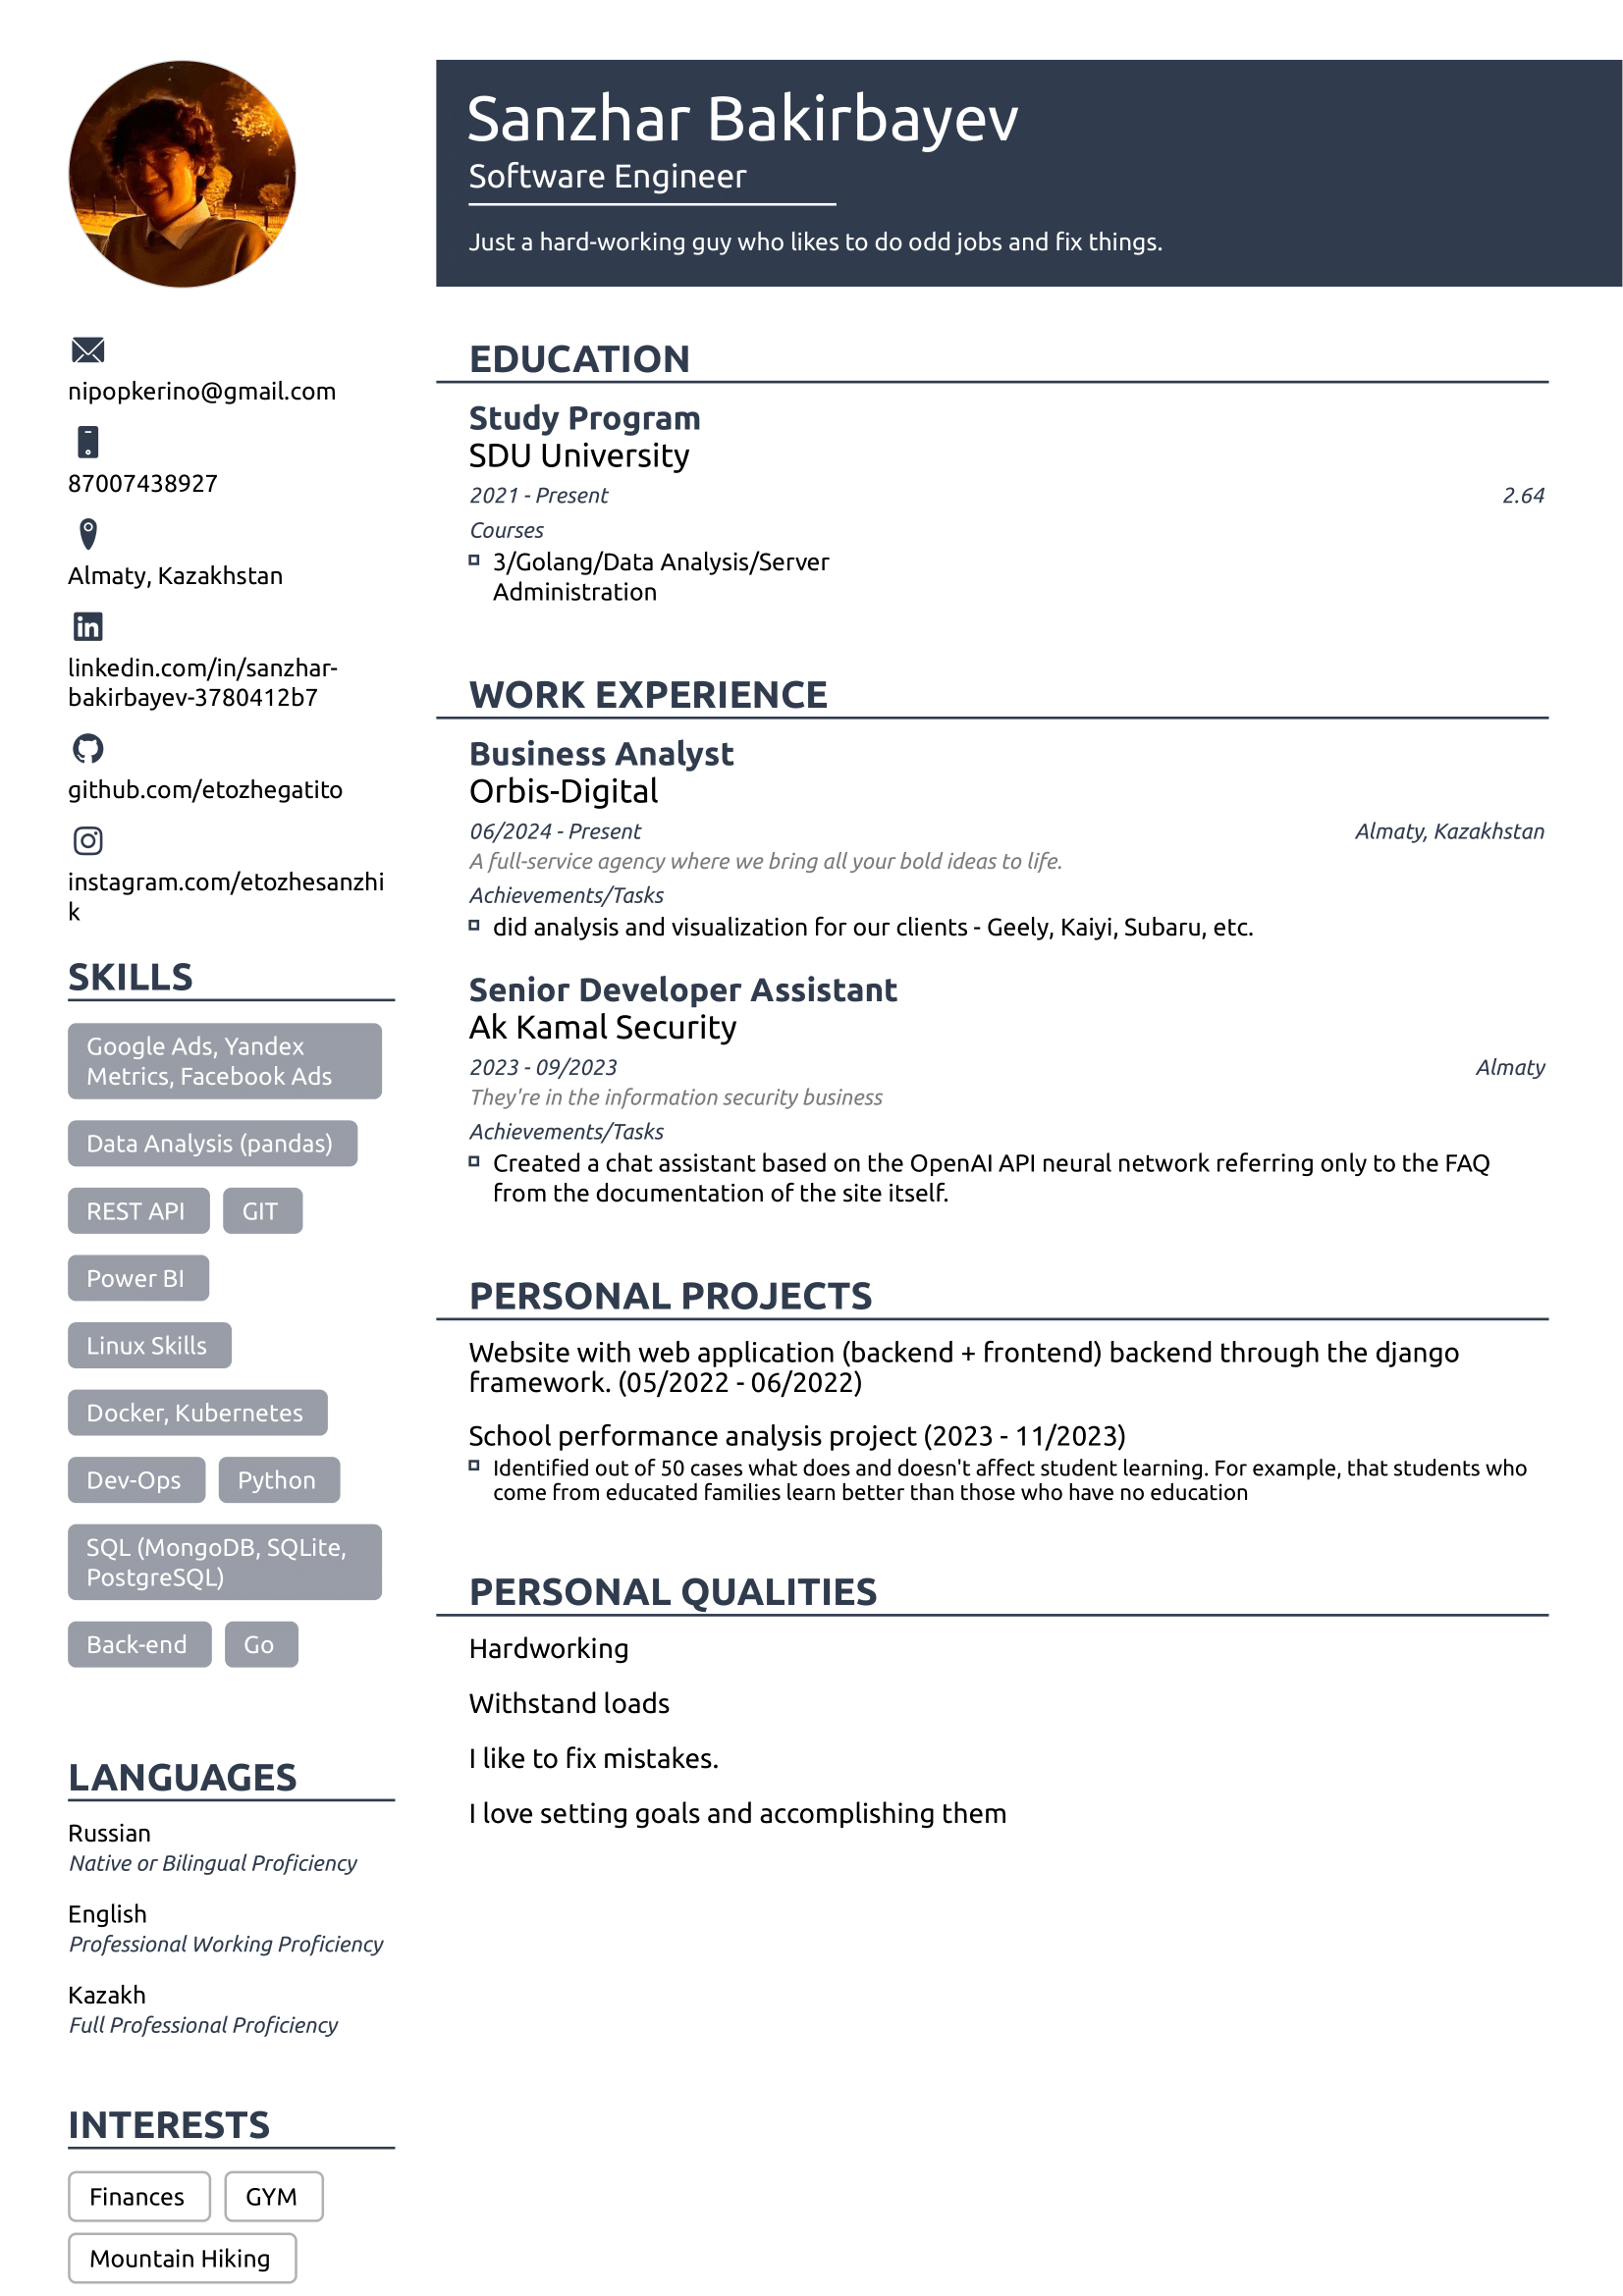 Sanzhar Bakirbayev
Software Engineer
Just a hard-working guy who likes to do odd jobs and fix things.
nipopkerino@gmail.com
87007438927
Almaty, Kazakhstan
linkedin.com/in/sanzhar-
bakirbayev-3780412b7
github.com/etozhegatito
instagram.com/etozhesanzhi
k
SKILLS
Google Ads, Yandex
Metrics, Facebook Ads
Data Analysis (pandas)
REST API GIT
Power BI
Linux Skills
Docker, Kubernetes
Dev-Ops Python
SQL (MongoDB, SQLite,
PostgreSQL)
Back-end Go
LANGUAGES
Russian
Native or Bilingual Proficiency
English
Professional Working Proficiency
Kazakh
Full Professional Proficiency
INTERESTS
Finances GYM
Mountain Hiking
EDUCATION
Study Program
SDU University
2021 - Present 2.64
Courses
3/Golang/Data Analysis/Server
Administration
WORK EXPERIENCE
Business Analyst
Orbis-Digital
06/2024 - Present Almaty, Kazakhstan
A full-service agency where we bring all your bold ideas to life.
Achievements/Tasks
did analysis and visualization for our clients - Geely, Kaiyi, Subaru, etc.
Senior Developer Assistant
Ak Kamal Security
2023 - 09/2023 Almaty
They're in the information security business
Achievements/Tasks
Created a chat assistant based on the OpenAI API neural network referring only to the FAQ
from the documentation of the site itself.
PERSONAL PROJECTS
Website with web application (backend + frontend) backend through the django
framework. (05/2022 - 06/2022)
School performance analysis project (2023 - 11/2023)
Identified out of 50 cases what does and doesn't affect student learning. For example, that students who
come from educated families learn better than those who have no education
PERSONAL QUALITIES
Hardworking
Withstand loads
I like to fix mistakes.
I love setting goals and accomplishing them